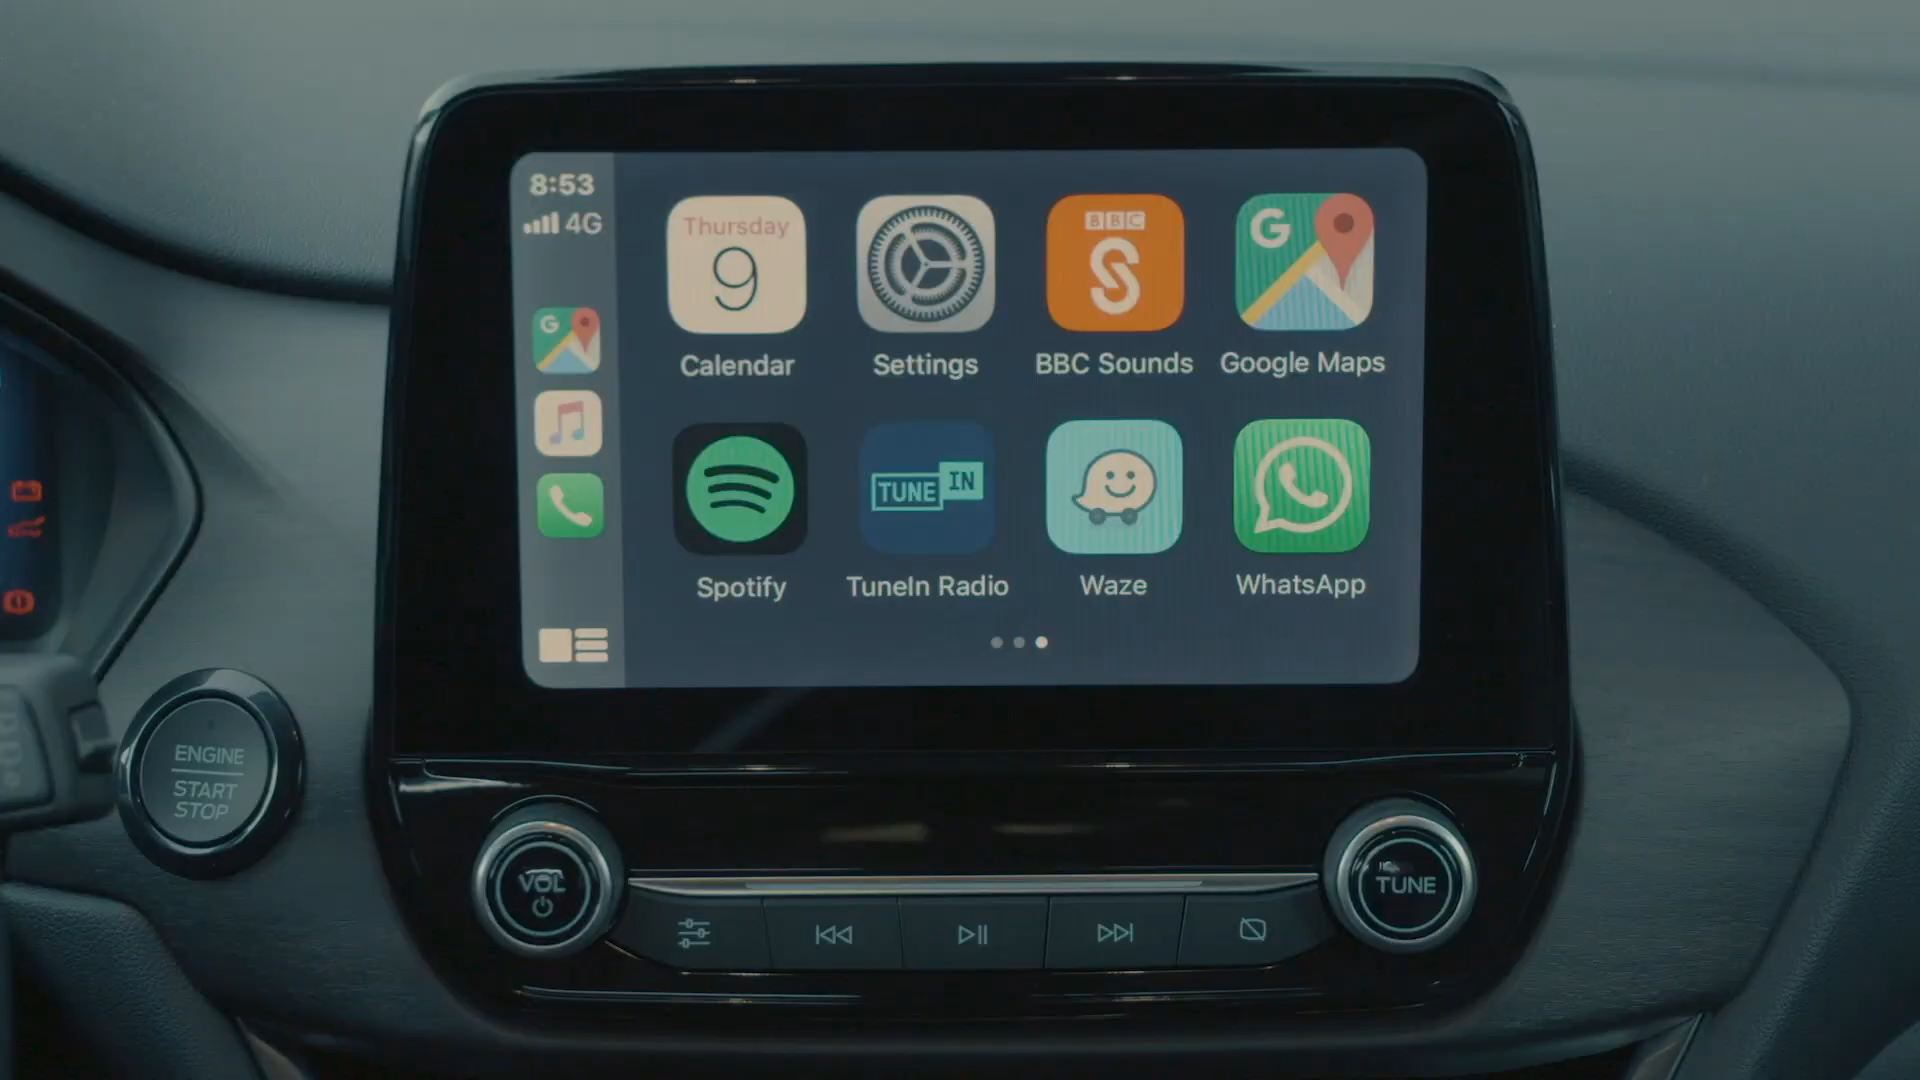 8:53
4G
Thursday
9
Calendar
Settings
BBC
S
BBC Sounds
G
Google Maps
G
Spotify
TUNE IN
TuneIn Radio
Waze
WhatsApp
ENGINE
START
STOP
VOL
TUNE